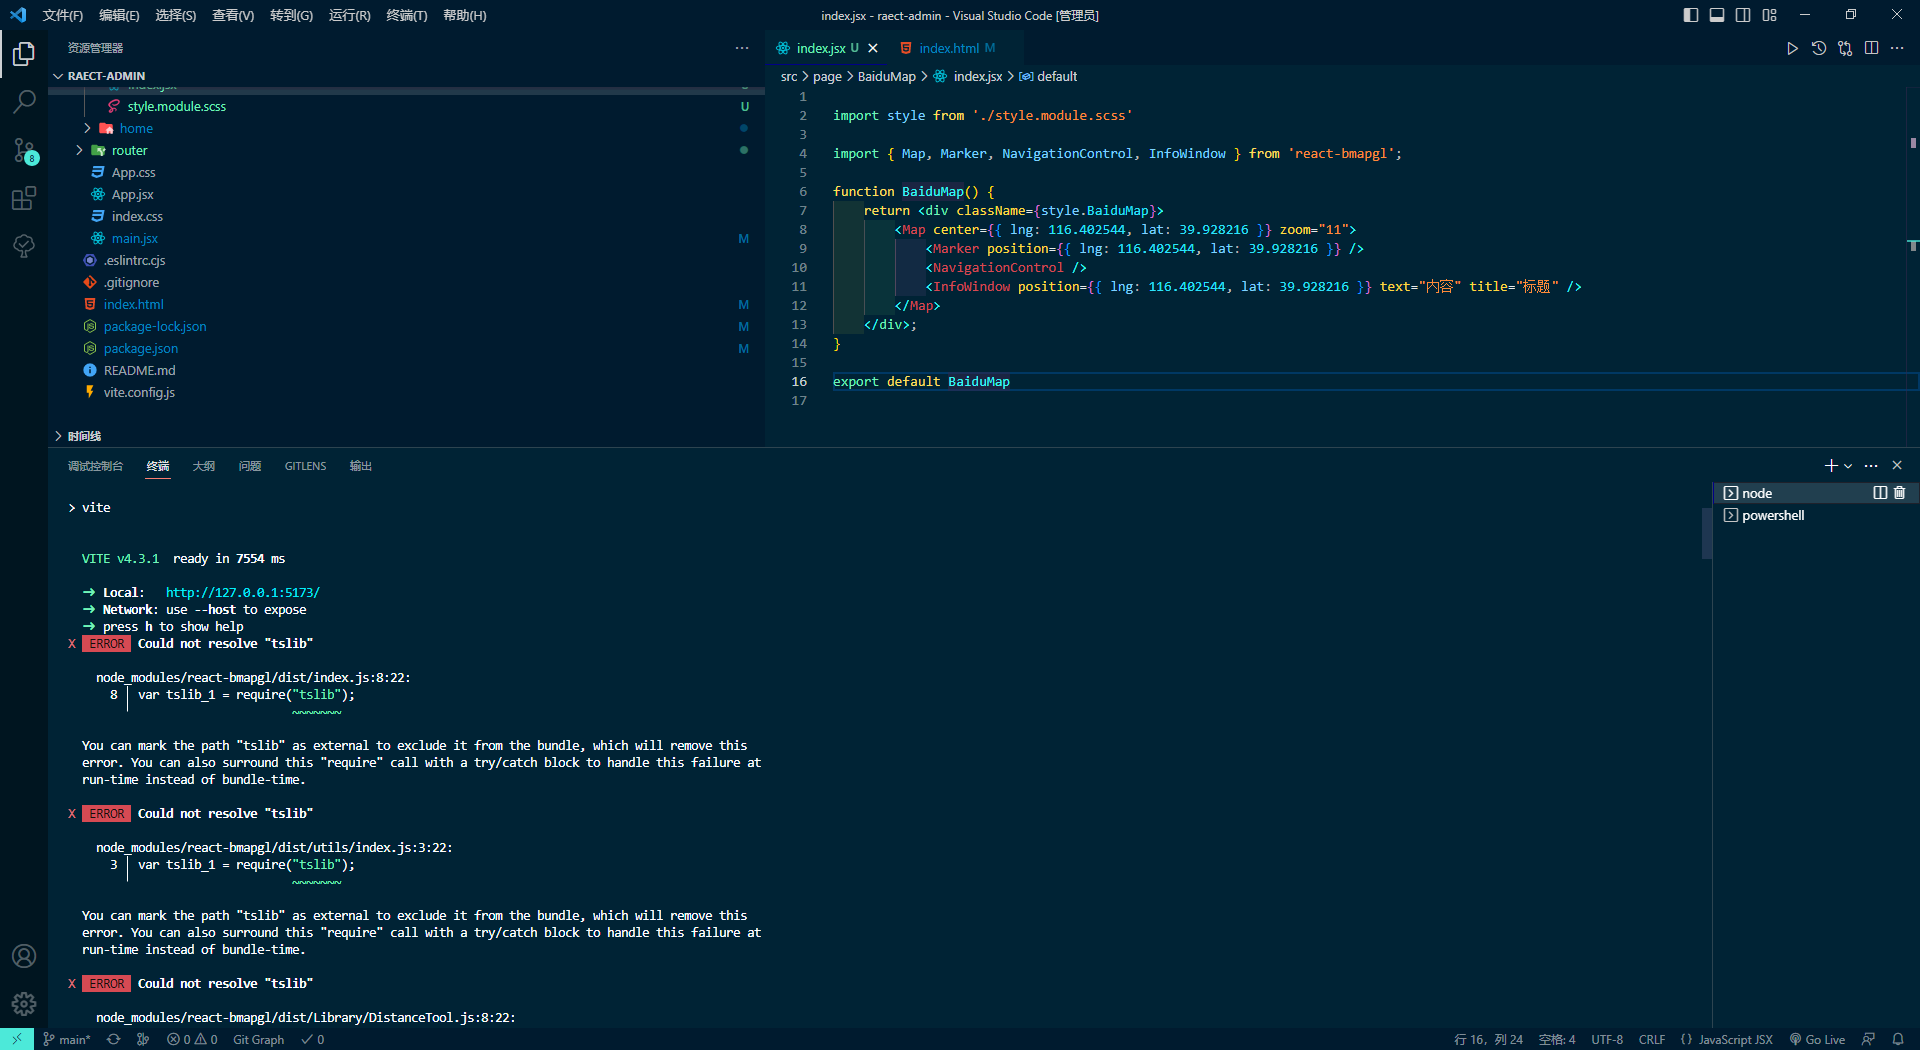 文件(F) 编辑(E) 选择(S) 查看(V) 转到(G) 运行(R) 终端(T) 帮助(H)
index.jsx - raect-admin - Visual Studio Code [管理员]
资源管理器
RAECT-ADMIN
index.jsx
style.module.scss U
home
router
App.css
App.jsx
index.css
main.jsx M
.eslintrc.cjs
.gitignore
index.html M
package-lock.json M
package.json M
README.md
vite.config.js
时间线
8
index.jsx U index.html M
src > page > BaiduMap > index.jsx > default
1
2 import style from './style.module.scss'
3
4 import { Map, Marker, NavigationControl, InfoWindow } from 'react-bmapgl';
5
6 function BaiduMap() {
7 return <div className={style.BaiduMap}>
8 <Map center={{ lng: 116.402544, lat: 39.928216 }} zoom="11">
9 <Marker position={{ lng: 116.402544, lat: 39.928216 }} />
10 <NavigationControl />
11 <InfoWindow position={{ lng: 116.402544, lat: 39.928216 }} text="内容" title="标题" />
12 </Map>
13 </div>;
14 }
15
16 export default BaiduMap
17
调试控制台 终端 大纲 问题 GITLENS 输出
node
powershell
> vite
VITE v4.3.1 ready in 7554 ms
➜ Local: http://127.0.0.1:5173/
➜ Network: use --host to expose
➜ press h to show help
X ERROR Could not resolve "tslib"
node_modules/react-bmapgl/dist/index.js:8:22:
8 │ var tslib_1 = require("tslib");
~~~~~~~
You can mark the path "tslib" as external to exclude it from the bundle, which will remove this
error. You can also surround this "require" call with a try/catch block to handle this failure at
run-time instead of bundle-time.
X ERROR Could not resolve "tslib"
node_modules/react-bmapgl/dist/utils/index.js:3:22:
3 │ var tslib_1 = require("tslib");
~~~~~~~
You can mark the path "tslib" as external to exclude it from the bundle, which will remove this
error. You can also surround this "require" call with a try/catch block to handle this failure at
run-time instead of bundle-time.
X ERROR Could not resolve "tslib"
node_modules/react-bmapgl/dist/Library/DistanceTool.js:8:22:
main* 0 0 Git Graph 0
行 16，列 24 空格: 4 UTF-8 CRLF {} JavaScript JSX Go Live